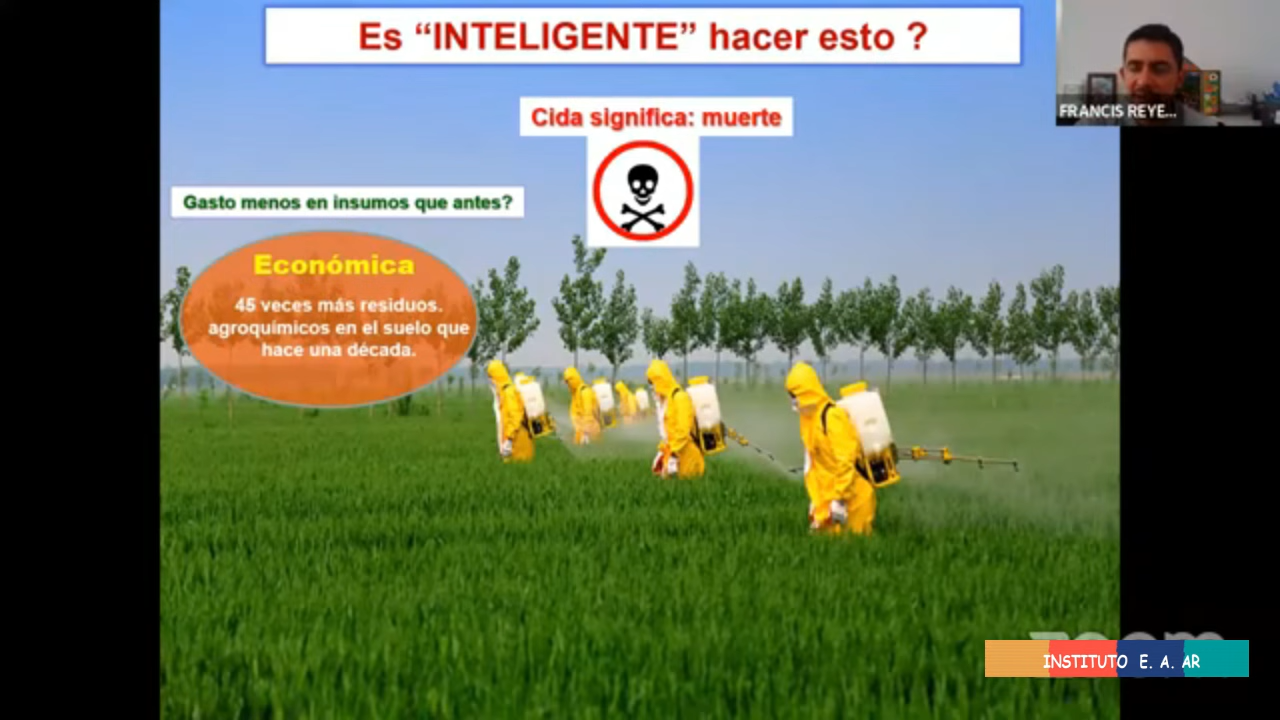 Es “INTELIGENTE” hacer esto ?
FRANCIS REYE...
Cida significa: muerte
Gasto menos en insumos que antes?
Económica
45 veces más residuos.
agroquímicos en el suelo que
hace una década.
zoom
INSTITUTO E. A. AR